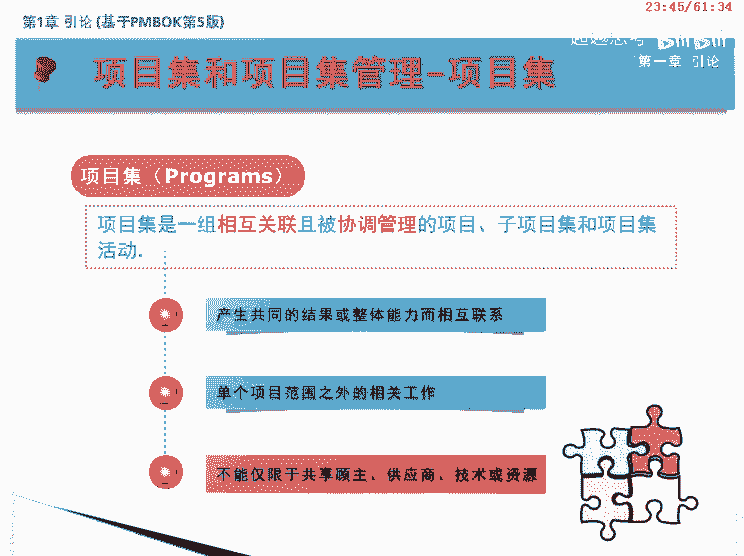 23:45/61:34
第1章 引论 (基于PMBOK第5版)
第一章 引论
项目集和项目集管理-项目集
项目集（Programs）
项目集是一组相互关联且被协调管理的项目、子项目集和项目集
活动.
产生共同的结果或整体能力而相互联系
单个项目范围之外的相关工作
不能仅限于共享顾主、供应商、技术或资源